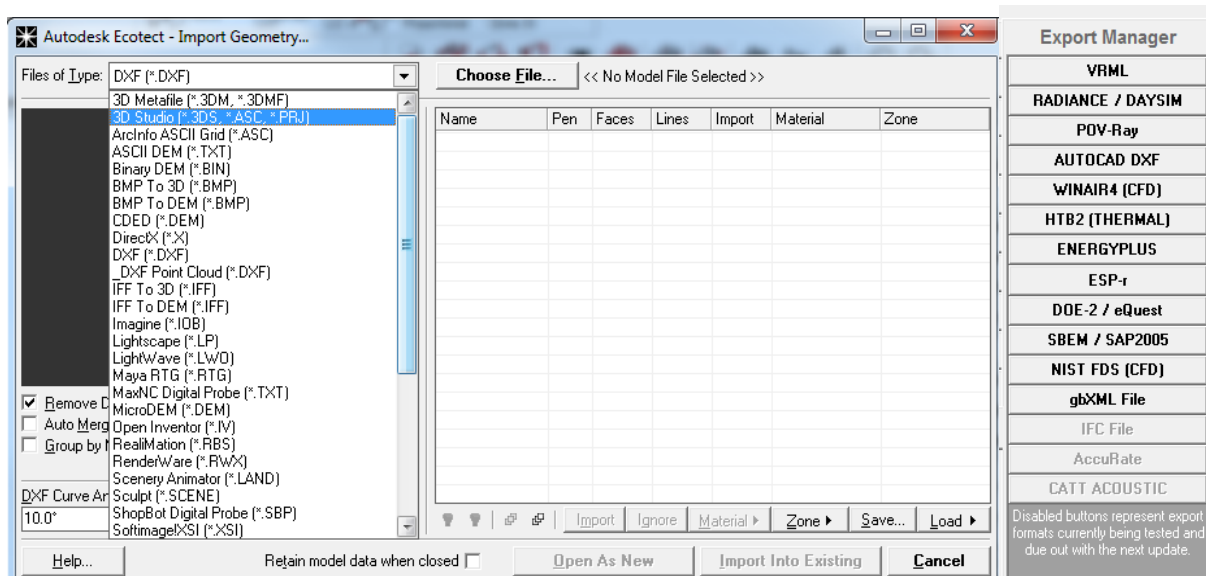 Autodesk Ecotect - Import Geometry...
Files of Type: DXF (*.DXF)
Choose File... << No Model File Selected >>
3D Metafile (*.3DM, *.3DMF)
3D Studio (*.3DS, *.ASC, *.PRJ)
ArcInfo ASCII Grid (*.ASC)
ASCII DEM (*.TXT)
Binary DEM (*.BIN)
BMP To 3D (*.BMP)
BMP To DEM (*.BMP)
CDED (*.DEM)
DirectX (*.X)
DXF (*.DXF)
_DXF Point Cloud (*.DXF)
IFF To 3D (*.IFF)
IFF To DEM (*.IFF)
Imagine (*.IOB)
Lightscape (*.LP)
LightWave (*.LWO)
Maya RTG (*.RTG)
MaxNC Digital Probe (*.TXT)
MicroDEM (*.DEM)
Open Inventor (*.IV)
RealiMation (*.RBS)
RenderWare (*.RWX)
Scenery Animator (*.LAND)
Sculpt (*.SCENE)
ShopBot Digital Probe (*.SBP)
Softimage|XSI (*.XSI)
Remove D
Auto Merg
Group by
DXF Curve An
10.0°
Name Pen Faces Lines Import Material Zone
Import Ignore Material Zone Save... Load
Help... Retain model data when closed Open As New Import Into Existing Cancel
Export Manager
VRML
RADIANCE / DAYSIM
POV-Ray
AUTOCAD DXF
WINAIR4 (CFD)
HTB2 (THERMAL)
ENERGYPLUS
ESP-r
DOE-2 / eQuest
SBEM / SAP2005
NIST FDS (CFD)
gbXML File
IFC File
AccuRate
CATT ACOUSTIC
Disabled buttons represent export
formats currently being tested and
due out with the next update.